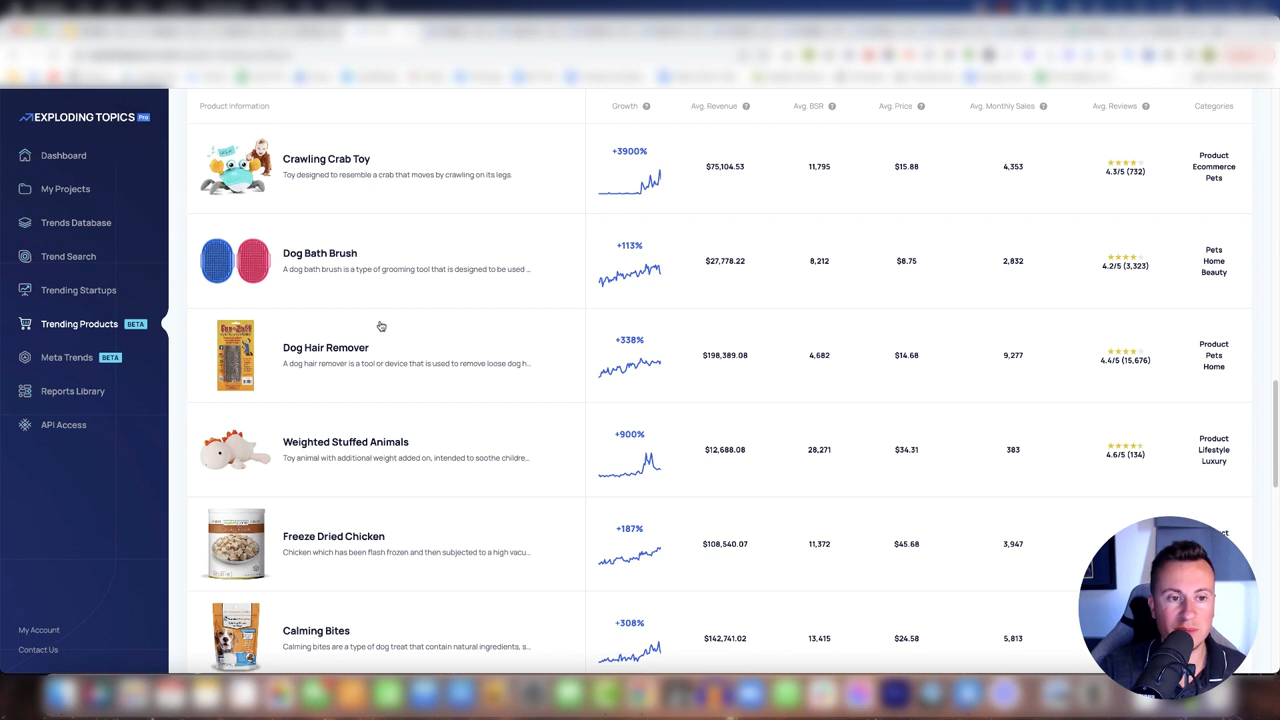 EXPLODING TOPICS Pro
Dashboard
My Projects
Trends Database
Trend Search
Trending Startups
Trending Products BETA
Meta Trends BETA
Reports Library
API Access
My Account
Contact Us
Product Information Growth Avg. Revenue Avg. BSR Avg. Price Avg. Monthly Sales Avg. Reviews Categories
Crawling Crab Toy
Toy designed to resemble a crab that moves by crawling on its legs.
+3900%
$75,104.53
11,795
$15.88
4,353
4.3/5 (732)
Product
Ecommerce
Pets
Dog Bath Brush
A dog bath brush is a type of grooming tool that is designed to be used ...
+113%
$27,778.22
8,212
$8.75
2,832
4.2/5 (3,323)
Pets
Home
Beauty
Dog Hair Remover
A dog hair remover is a tool or device that is used to remove loose dog h...
+338%
$198,389.08
4,682
$14.68
9,277
4.4/5 (15,676)
Product
Pets
Home
Weighted Stuffed Animals
Toy animal with additional weight added on, intended to soothe childre...
+900%
$12,688.08
28,271
$34.31
383
4.6/5 (134)
Product
Lifestyle
Luxury
Freeze Dried Chicken
Chicken which has been flash frozen and then subjected to a high vacu...
+187%
$108,540.07
11,372
$45.68
3,947
Calming Bites
Calming bites are a type of dog treat that contain natural ingredients, s...
+308%
$142,741.02
13,415
$24.58
5,813